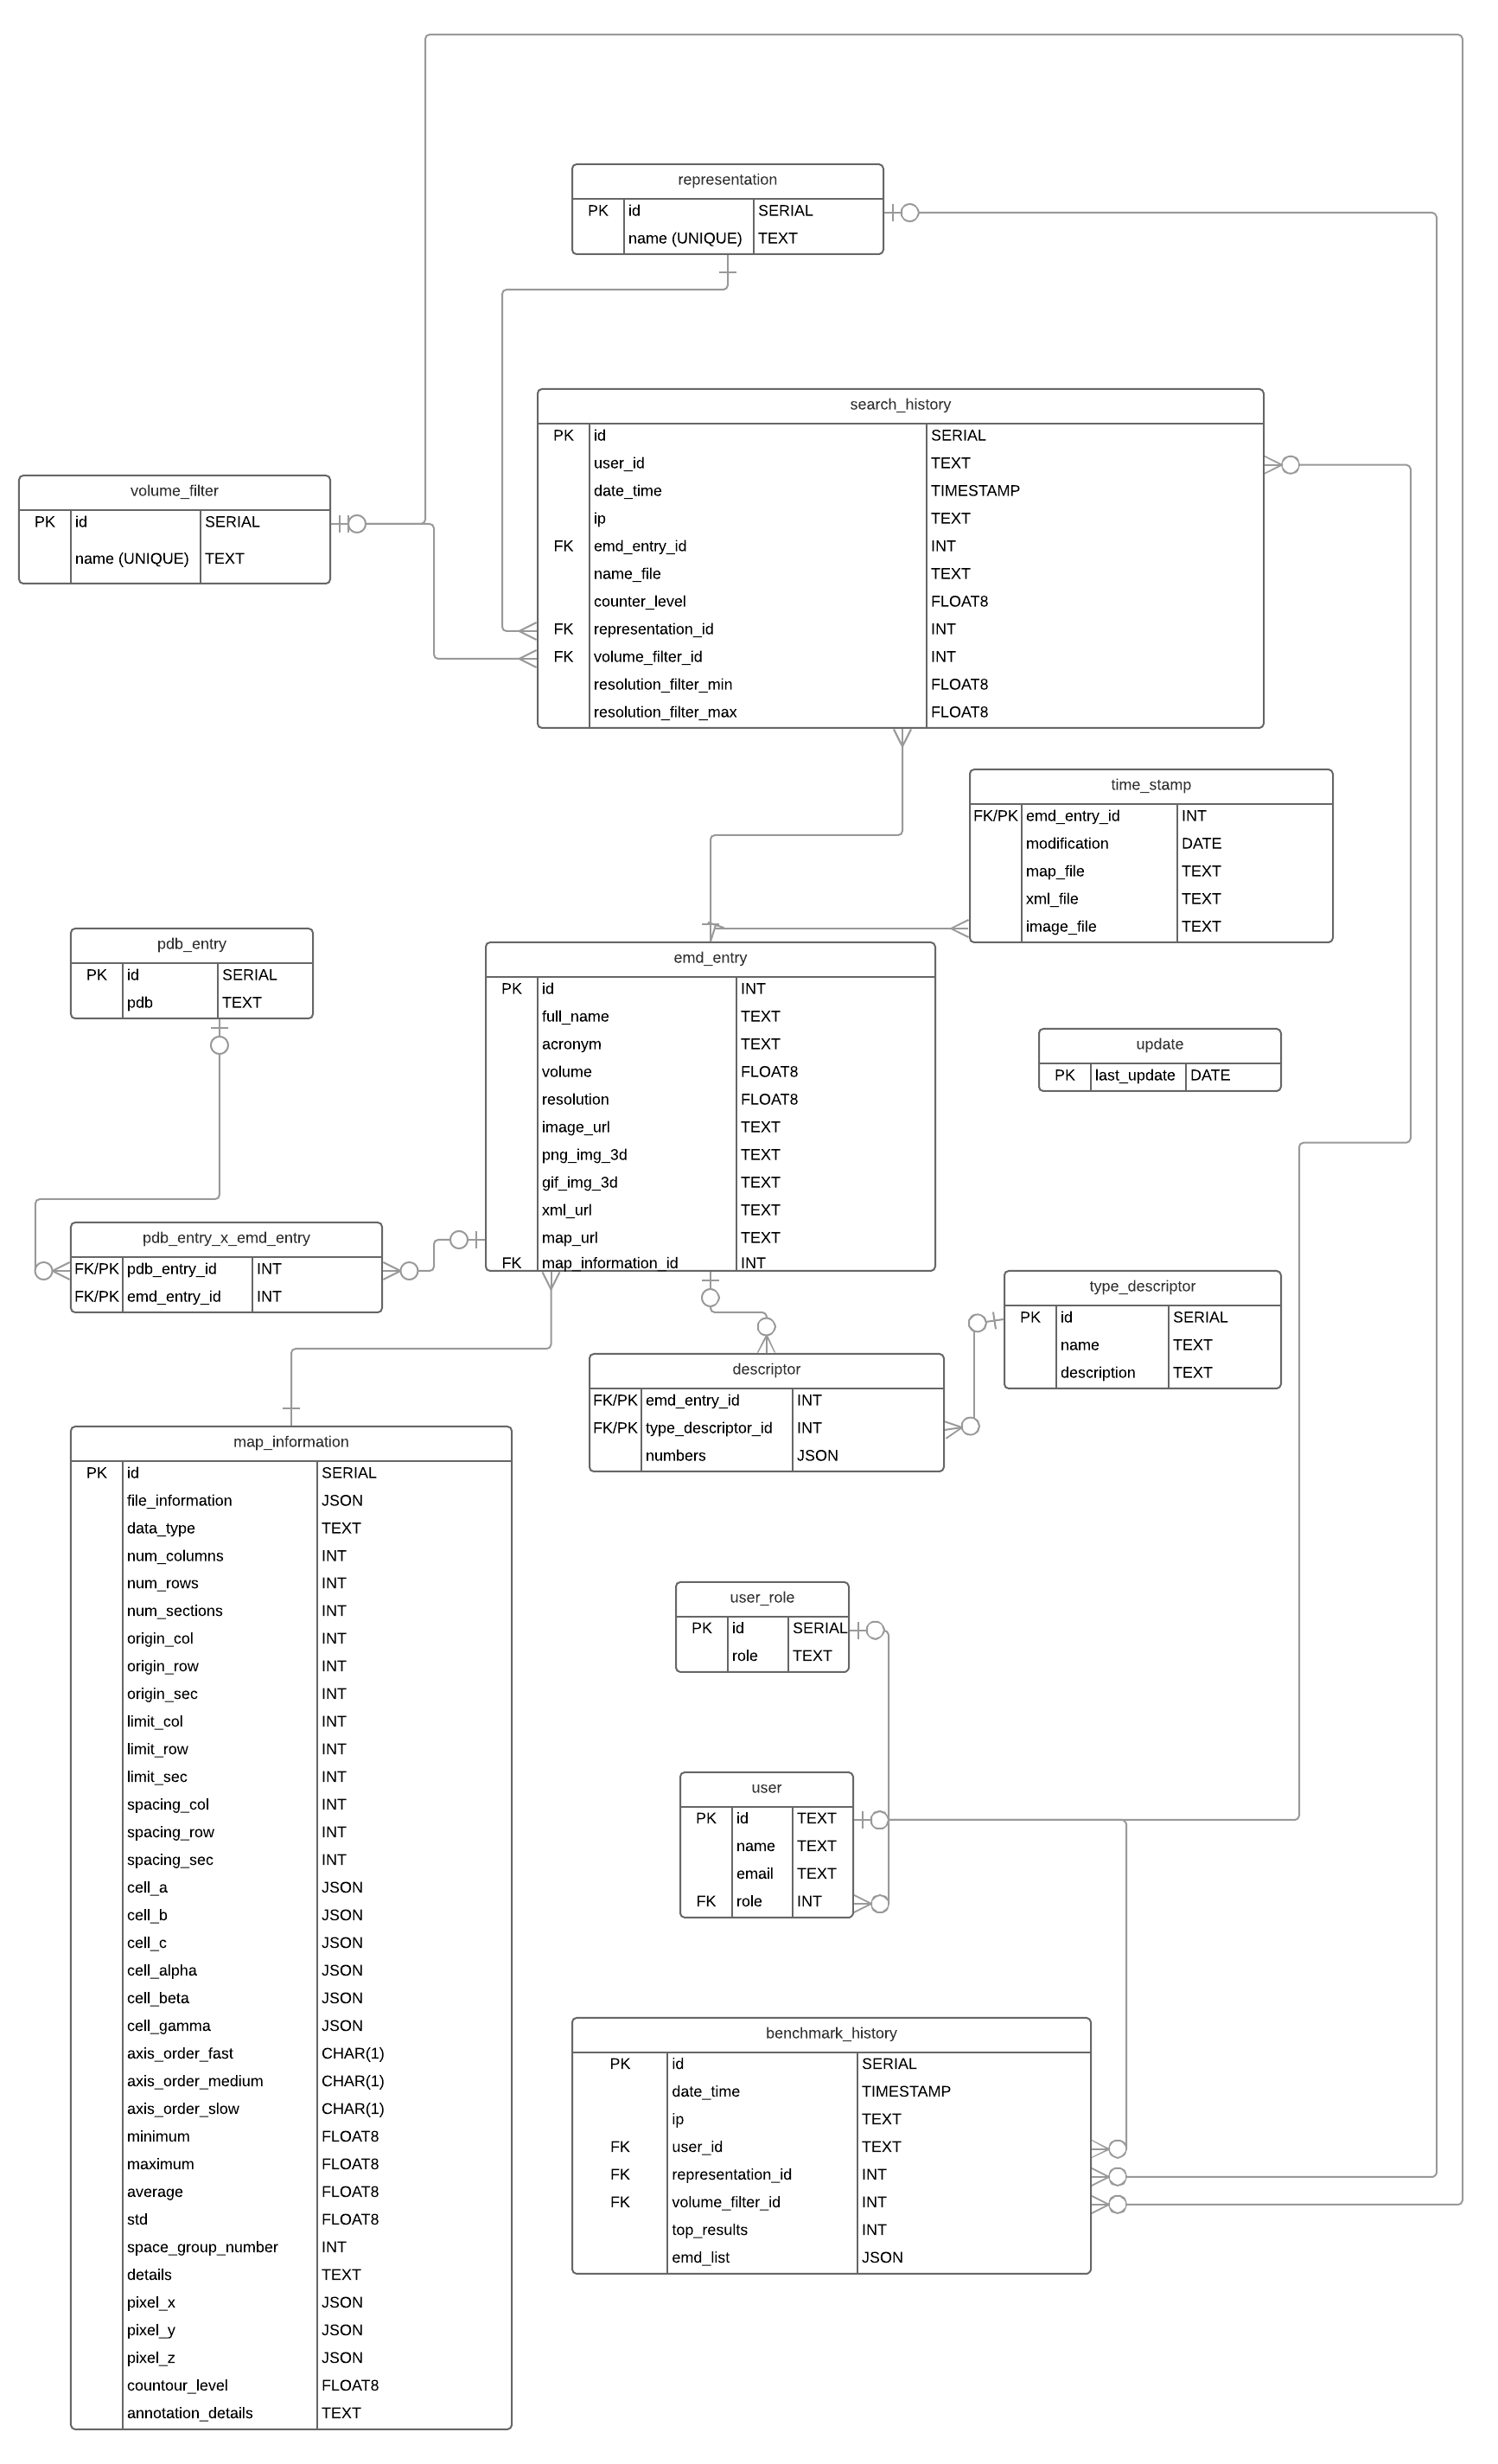 representation
PK id SERIAL
name (UNIQUE) TEXT
search_history
PK id SERIAL
user_id TEXT
date_time TIMESTAMP
ip TEXT
FK emd_entry_id INT
name_file TEXT
counter_level FLOAT8
FK representation_id INT
FK volume_filter_id INT
resolution_filter_min FLOAT8
resolution_filter_max FLOAT8
volume_filter
PK id SERIAL
name (UNIQUE) TEXT
time_stamp
FK/PK emd_entry_id INT
modification DATE
map_file TEXT
xml_file TEXT
image_file TEXT
pdb_entry
PK id SERIAL
pdb TEXT
emd_entry
PK id INT
full_name TEXT
acronym TEXT
volume FLOAT8
resolution FLOAT8
image_url TEXT
png_img_3d TEXT
gif_img_3d TEXT
xml_url TEXT
map_url TEXT
FK map_information_id INT
update
PK last_update DATE
pdb_entry_x_emd_entry
FK/PK pdb_entry_id INT
FK/PK emd_entry_id INT
type_descriptor
PK id SERIAL
name TEXT
description TEXT
descriptor
FK/PK emd_entry_id INT
FK/PK type_descriptor_id INT
numbers JSON
map_information
PK id SERIAL
file_information JSON
data_type TEXT
num_columns INT
num_rows INT
num_sections INT
origin_col INT
origin_row INT
origin_sec INT
limit_col INT
limit_row INT
limit_sec INT
spacing_col INT
spacing_row INT
spacing_sec INT
cell_a JSON
cell_b JSON
cell_c JSON
cell_alpha JSON
cell_beta JSON
cell_gamma JSON
axis_order_fast CHAR(1)
axis_order_medium CHAR(1)
axis_order_slow CHAR(1)
minimum FLOAT8
maximum FLOAT8
average FLOAT8
std FLOAT8
space_group_number INT
details TEXT
pixel_x JSON
pixel_y JSON
pixel_z JSON
countour_level FLOAT8
annotation_details TEXT
user_role
PK id SERIAL
role TEXT
user
PK id TEXT
name TEXT
email TEXT
FK role INT
benchmark_history
PK id SERIAL
date_time TIMESTAMP
ip TEXT
FK user_id TEXT
FK representation_id INT
FK volume_filter_id INT
top_results INT
emd_list JSON